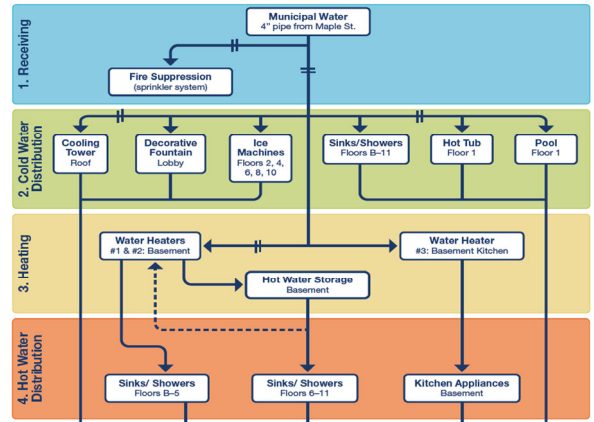 1. Receiving
Municipal Water
4" pipe from Maple St.
Fire Suppression
(sprinkler system)
2. Cold Water
Distribution
Cooling
Tower
Roof
Decorative
Fountain
Lobby
Ice
Machines
Floors 2, 4,
6, 8, 10
Sinks/Showers
Floors B–11
Hot Tub
Floor 1
Pool
Floor 1
3. Heating
Water Heaters
#1 & #2: Basement
Water Heater
#3: Basement Kitchen
Hot Water Storage
Basement
4. Hot Water
Distribution
Sinks/ Showers
Floors B–5
Sinks/ Showers
Floors 6–11
Kitchen Appliances
Basement